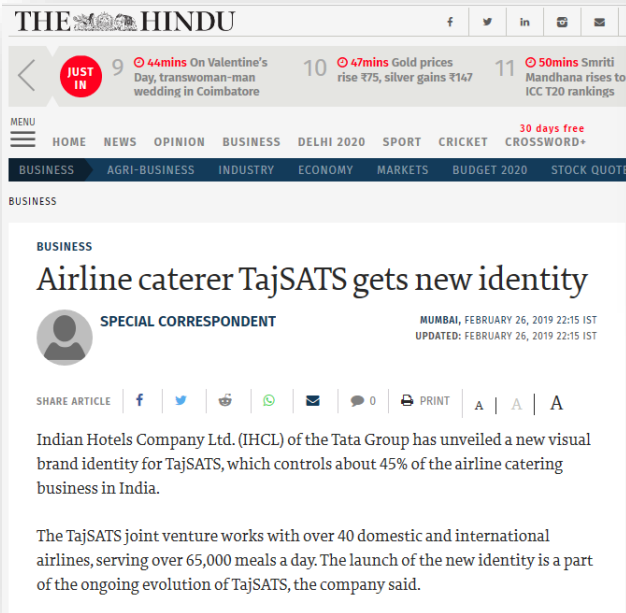 THE HINDU
JUST IN
9 44mins On Valentine's
Day, transwoman-man
wedding in Coimbatore
10 47mins Gold prices
rise ₹75, silver gains ₹147
11 50mins Smriti
Mandhana rises to
ICC T20 rankings
MENU
30 days free
HOME NEWS OPINION BUSINESS DELHI 2020 SPORT CRICKET CROSSWORD+
BUSINESS AGRI-BUSINESS INDUSTRY ECONOMY MARKETS BUDGET 2020 STOCK QUOTE
BUSINESS
BUSINESS
Airline caterer TajSATS gets new identity
SPECIAL CORRESPONDENT
MUMBAI, FEBRUARY 26, 2019 22:15 IST
UPDATED: FEBRUARY 26, 2019 22:15 IST
SHARE ARTICLE 0 PRINT A A A
Indian Hotels Company Ltd. (IHCL) of the Tata Group has unveiled a new visual
brand identity for TajSATS, which controls about 45% of the airline catering
business in India.
The TajSATS joint venture works with over 40 domestic and international
airlines, serving over 65,000 meals a day. The launch of the new identity is a part
of the ongoing evolution of TajSATS, the company said.